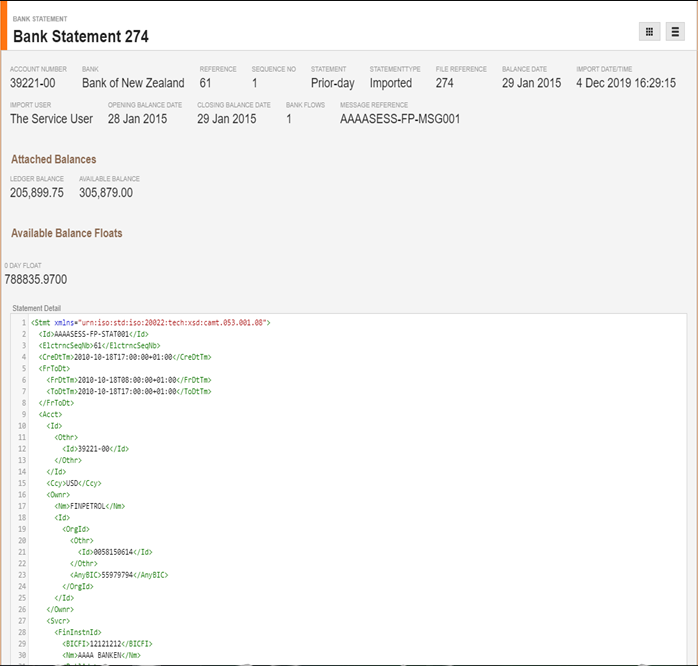 BANK STATEMENT
Bank Statement 274
ACCOUNT NUMBER BANK REFERENCE SEQUENCE NO STATEMENT STATEMENTTYPE FILE REFERENCE BALANCE DATE IMPORT DATE/TIME
39221-00 Bank of New Zealand 61 1 Prior-day Imported 274 29 Jan 2015 4 Dec 2019 16:29:15
IMPORT USER OPENING BALANCE DATE CLOSING BALANCE DATE BANK FLOWS MESSAGE REFERENCE
The Service User 28 Jan 2015 29 Jan 2015 1 AAAASESS-FP-MSG001
Attached Balances
LEDGER BALANCE AVAILABLE BALANCE
205,899.75 305,879.00
Available Balance Floats
0 DAY FLOAT
788835.9700
Statement Detail
1 <Stmt xmlns="urn:iso:std:iso:20022:tech:xsd:camt.053.001.08">
2 <Id>AAAASESS-FP-STAT001</Id>
3 <ElctrncSeqNb>61</ElctrncSeqNb>
4 <CreDtTm>2010-10-18T17:00:00+01:00</CreDtTm>
5 <FrToDt>
6 <FrDtTm>2010-10-18T08:00:00+01:00</FrDtTm>
7 <ToDtTm>2010-10-18T17:00:00+01:00</ToDtTm>
8 </FrToDt>
9 <Acct>
10 <Id>
11 <Othr>
12 <Id>39221-00</Id>
13 </Othr>
14 </Id>
15 <Ccy>USD</Ccy>
16 <Ownr>
17 <Nm>FINPETROL</Nm>
18 <Id>
19 <OrgId>
20 <Othr>
21 <Id>0058150614</Id>
22 </Othr>
23 <AnyBIC>55979794</AnyBIC>
24 </OrgId>
25 </Id>
26 </Ownr>
27 <Svcr>
28 <FinInstnId>
29 <BICFI>12121212</BICFI>
30 <Nm>AAAA BANKEN</Nm>